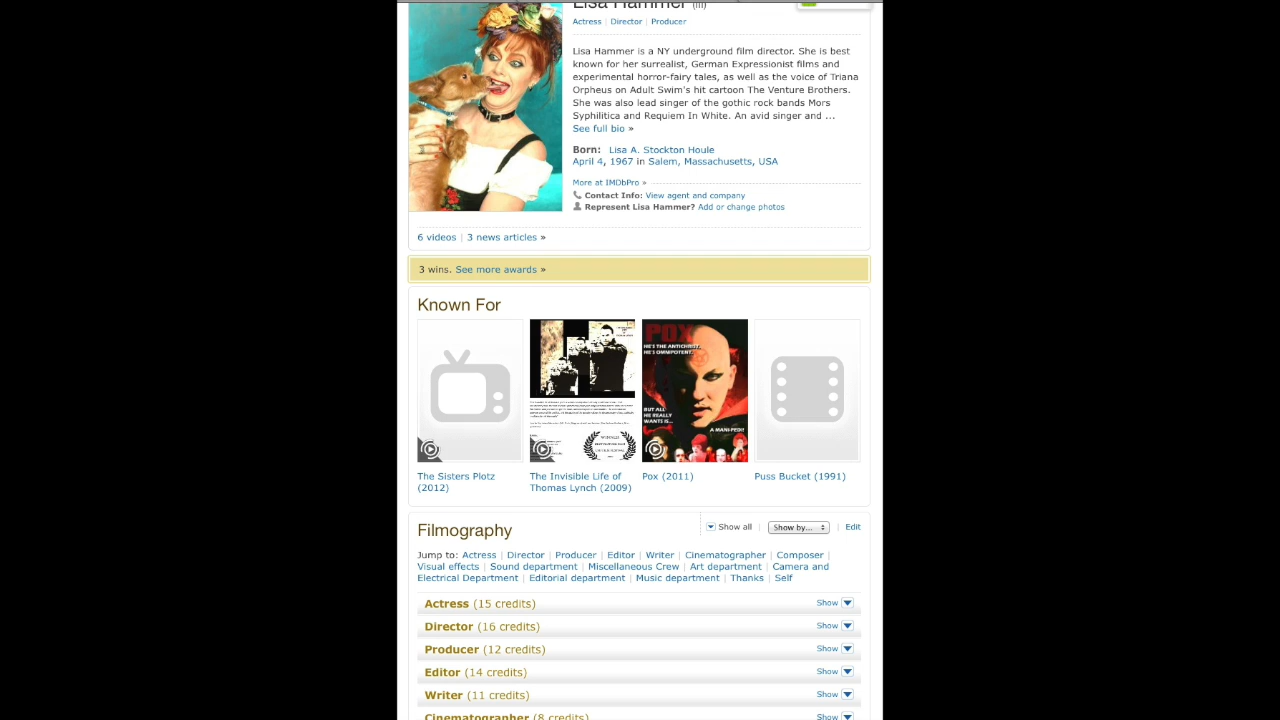 Lisa Hammer (III)
Actress | Director | Producer
Lisa Hammer is a NY underground film director. She is best
known for her surrealist, German Expressionist films and
experimental horror-fairy tales, as well as the voice of Triana
Orpheus on Adult Swim's hit cartoon The Venture Brothers.
She was also lead singer of the gothic rock bands Mors
Syphilitica and Requiem In White. An avid singer and ...
See full bio »
Born: Lisa A. Stockton Houle
April 4, 1967 in Salem, Massachusetts, USA
More at IMDbPro »
Contact Info: View agent and company
Represent Lisa Hammer? Add or change photos
6 videos | 3 news articles »
3 wins. See more awards »
Known For
POX
HE'S THE ANTICHRIST.
HE'S OMNIPOTENT.
BUT ALL
HE REALLY
WANTS IS...
A MANI-PEDI!
The Sisters Plotz
(2012)
The Invisible Life of
Thomas Lynch (2009)
Pox (2011)
Puss Bucket (1991)
Filmography
Show all | Show by... | Edit
Jump to: Actress | Director | Producer | Editor | Writer | Cinematographer | Composer |
Visual effects | Sound department | Miscellaneous Crew | Art department | Camera and
Electrical Department | Editorial department | Music department | Thanks | Self
Actress (15 credits) Show
Director (16 credits) Show
Producer (12 credits) Show
Editor (14 credits) Show
Writer (11 credits) Show
Cinematographer (8 credits) Show